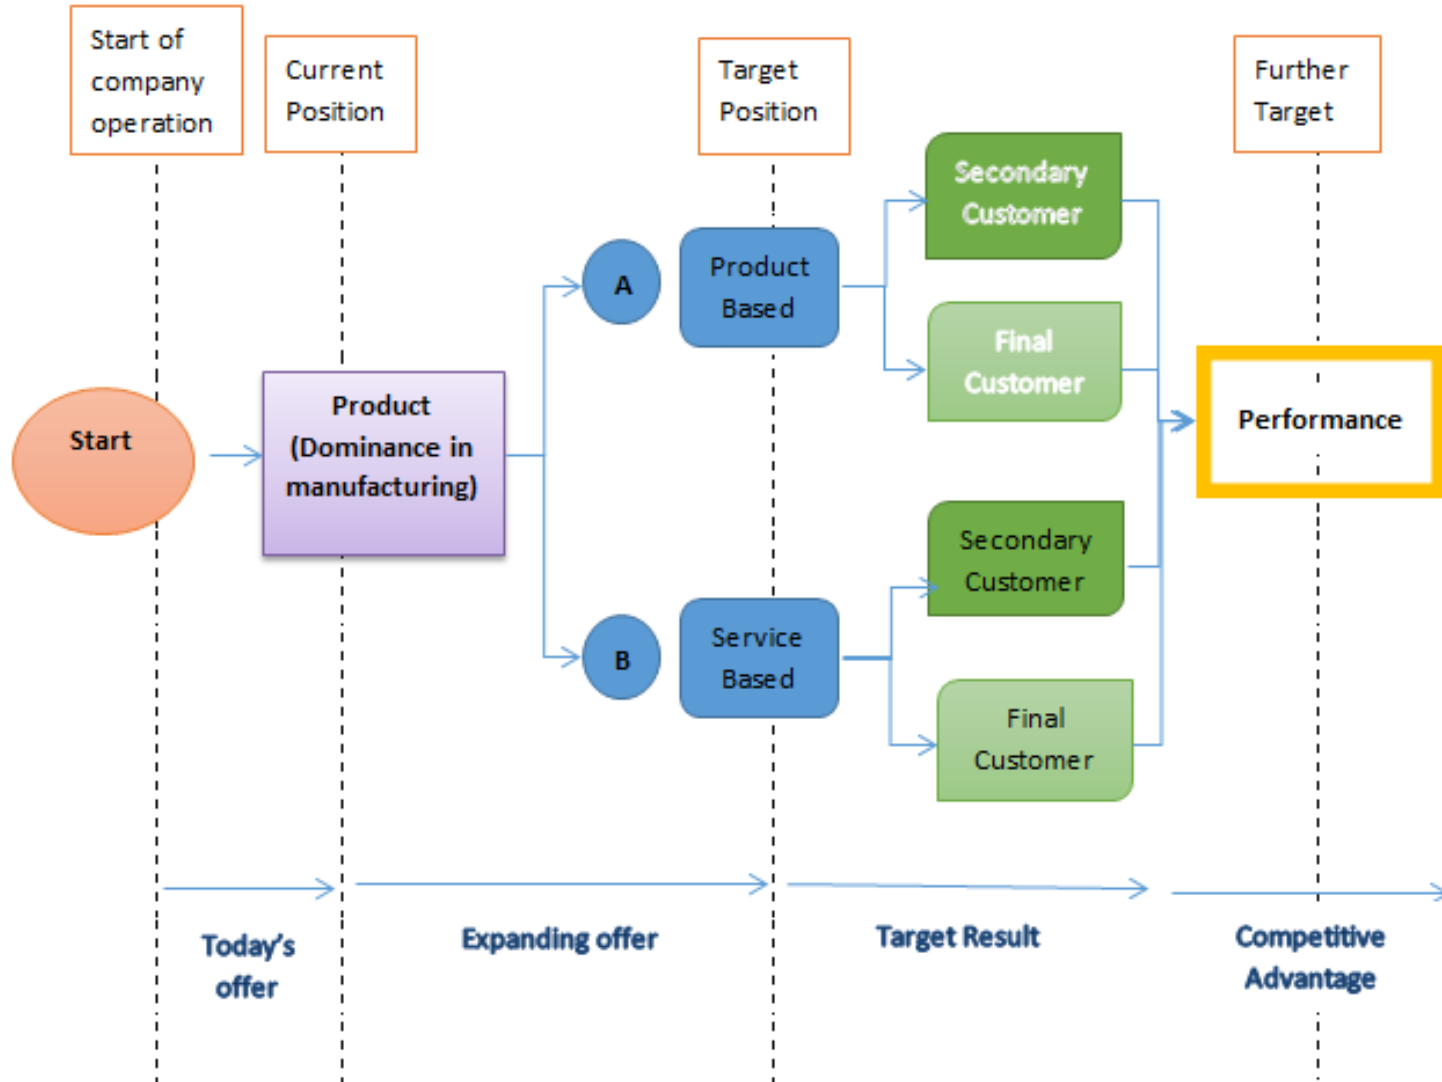 Start of
company
operation
Current
Position
Target
Position
Further
Target
Secondary
Customer
A
Product
Based
Final
Customer
Start
Product
(Dominance in
manufacturing)
Performance
Secondary
Customer
B
Service
Based
Final
Customer
Today's
offer
Expanding offer
Target Result
Competitive
Advantage